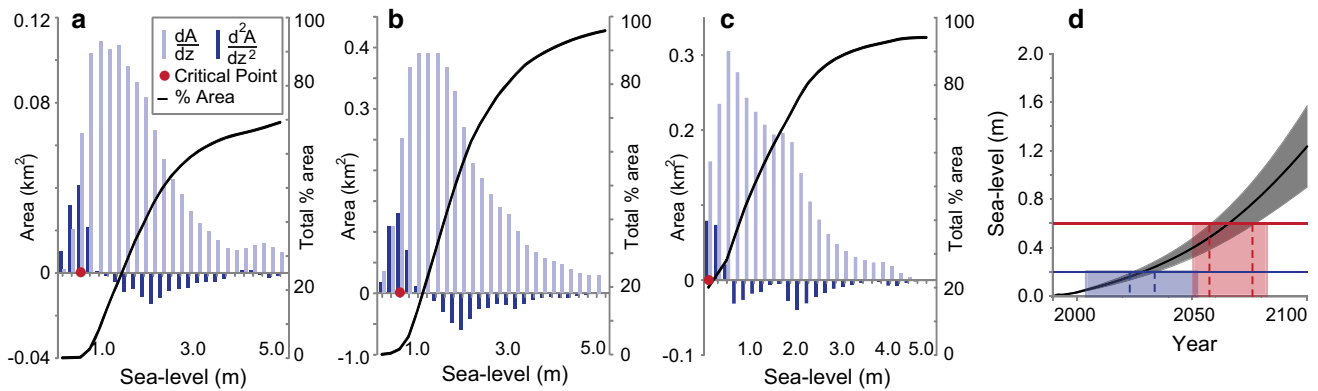 a
0.12
0.08
0
-0.04
Area (km²)
dA/dz
d²A/dz²
Critical Point
% Area
100
80
20
0
Total % area
1.0 3.0 5.0
Sea-level (m)
b
0.4
0.3
0
-1.0
Area (km²)
100
80
20
0
Total % area
1.0 3.0 5.0
Sea-level (m)
c
0.3
0.2
0
-0.1
Area (km²)
100
80
20
0
Total % area
1.0 2.0 3.0 4.0 5.0
Sea-level (m)
d
2.0
1.6
1.2
0.8
0.4
0.0
Sea-level (m)
2000 2050 2100
Year